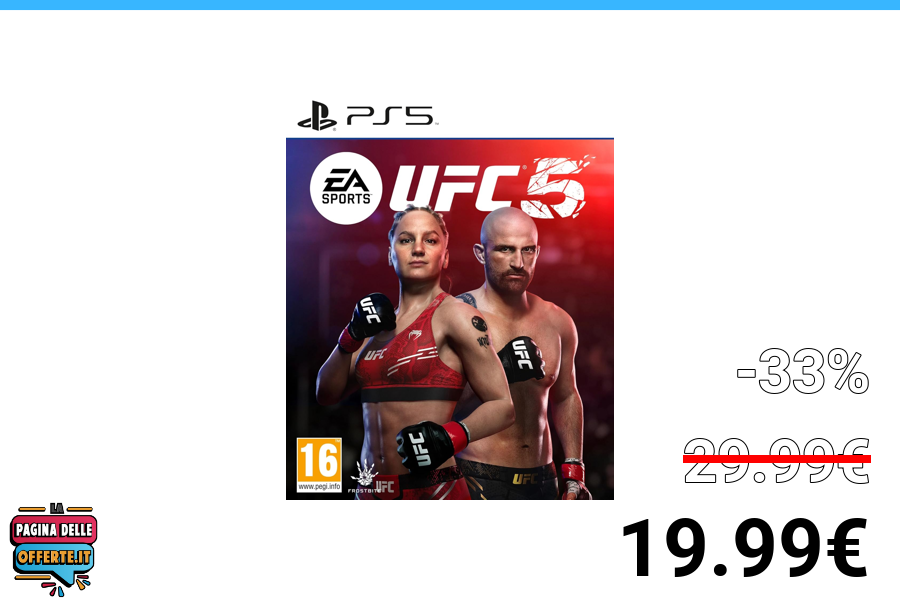 PS5
EA
SPORTS
UFC 5
UFC
UFC
UFC
UFC
UFC
UFC
16
www.pegi.info
FROSTBITE
-33%
29.99€
19.99€
LA
PAGINA DELLE
OFFERTE.IT